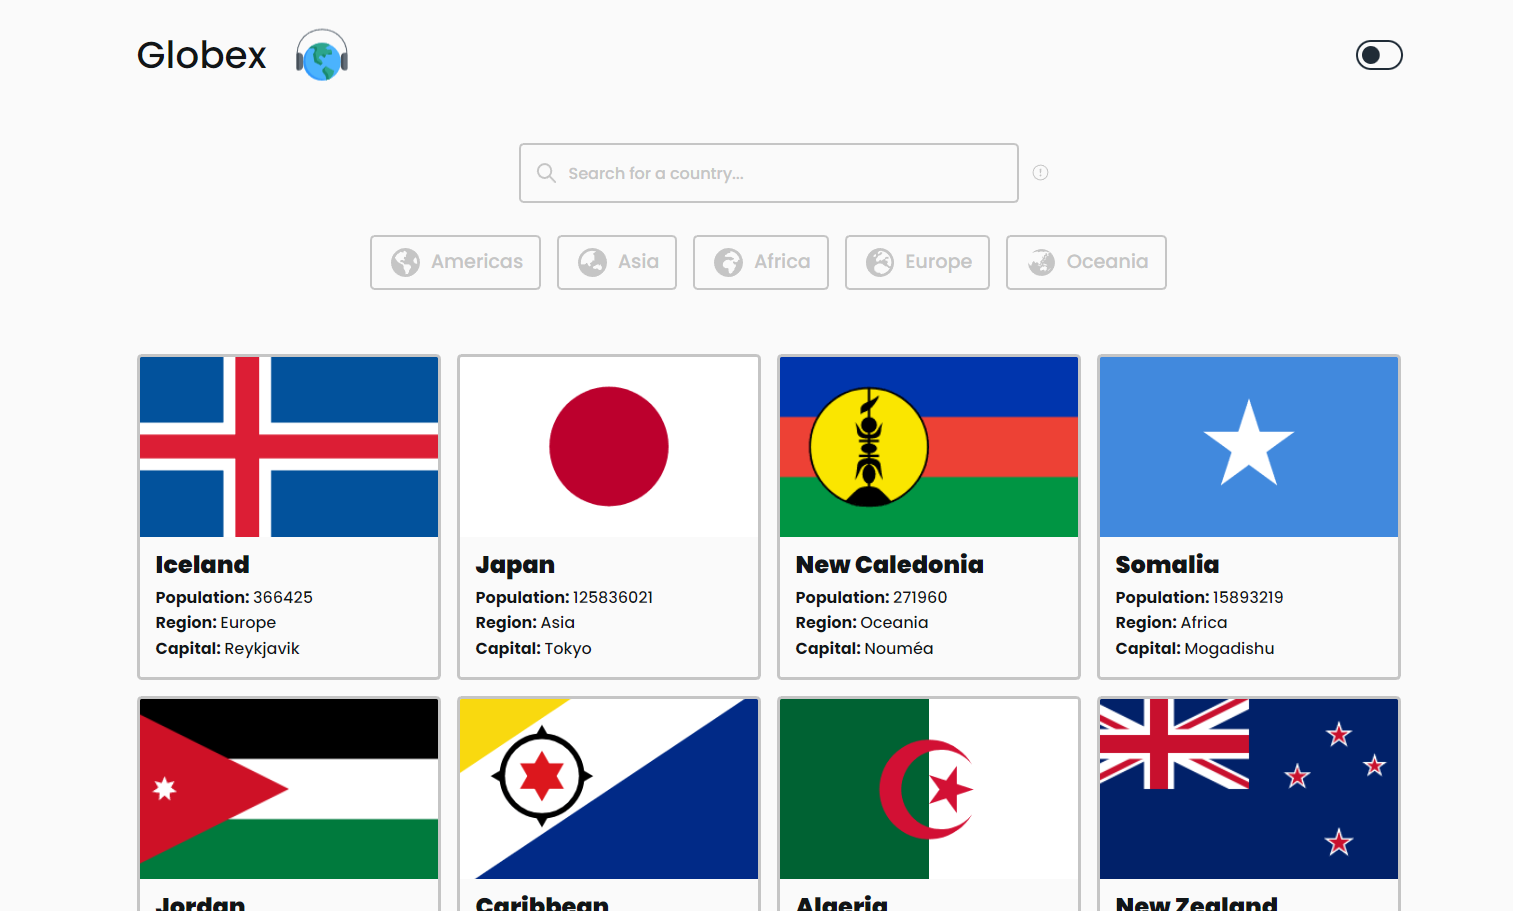 Globex
Search for a country...
Americas
Asia
Africa
Europe
Oceania
Iceland
Population: 366425
Region: Europe
Capital: Reykjavik
Japan
Population: 125836021
Region: Asia
Capital: Tokyo
New Caledonia
Population: 271960
Region: Oceania
Capital: Nouméa
Somalia
Population: 15893219
Region: Africa
Capital: Mogadishu
Jordan
Caribbean
Algeria
New Zealand